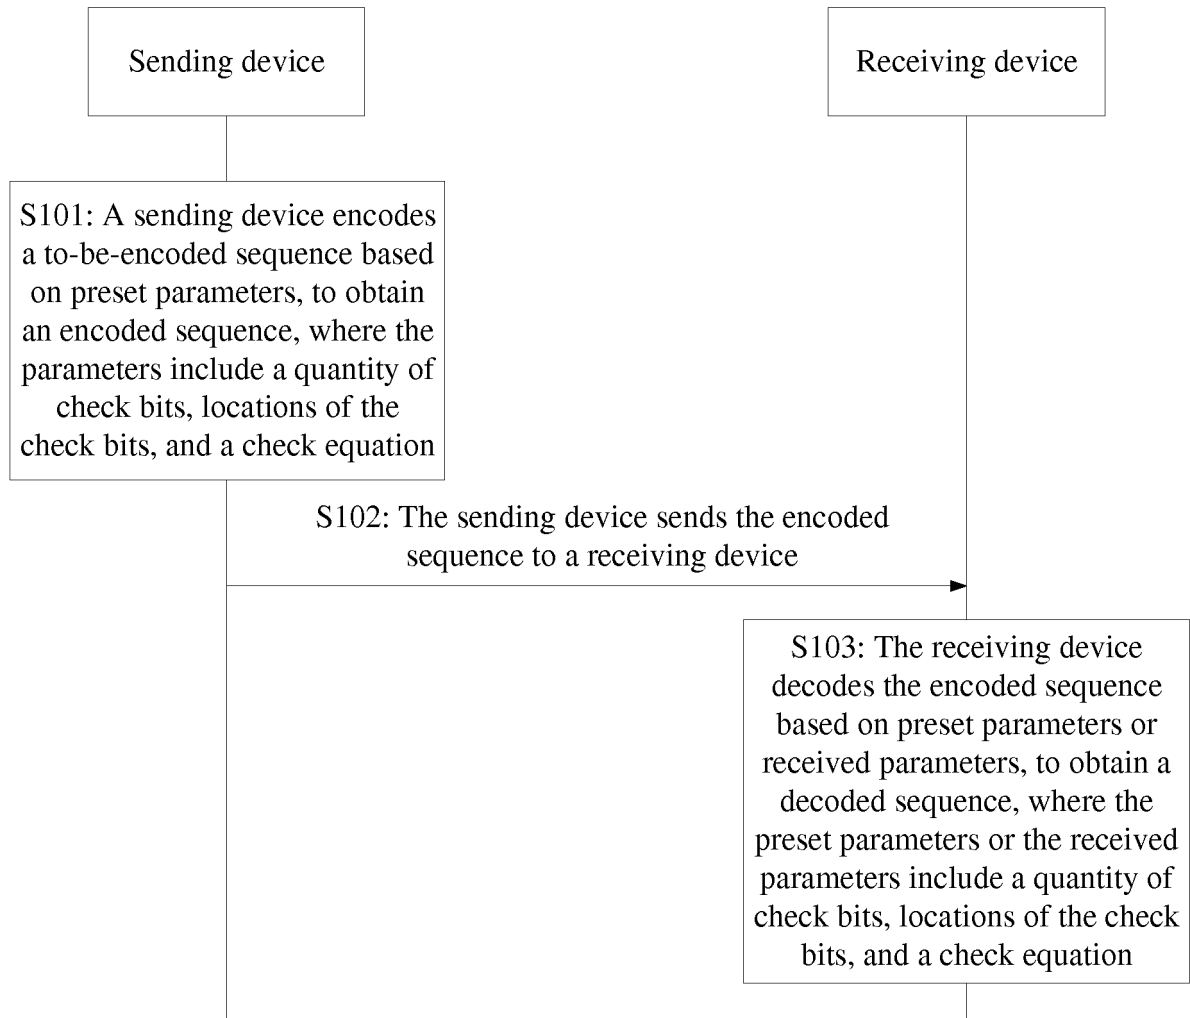 Sending device
Receiving device
S101: A sending device encodes
a to-be-encoded sequence based
on preset parameters, to obtain
an encoded sequence, where the
parameters include a quantity of
check bits, locations of the
check bits, and a check equation
S102: The sending device sends the encoded
sequence to a receiving device
S103: The receiving device
decodes the encoded sequence
based on preset parameters or
received parameters, to obtain a
decoded sequence, where the
preset parameters or the received
parameters include a quantity of
check bits, locations of the check
bits, and a check equation